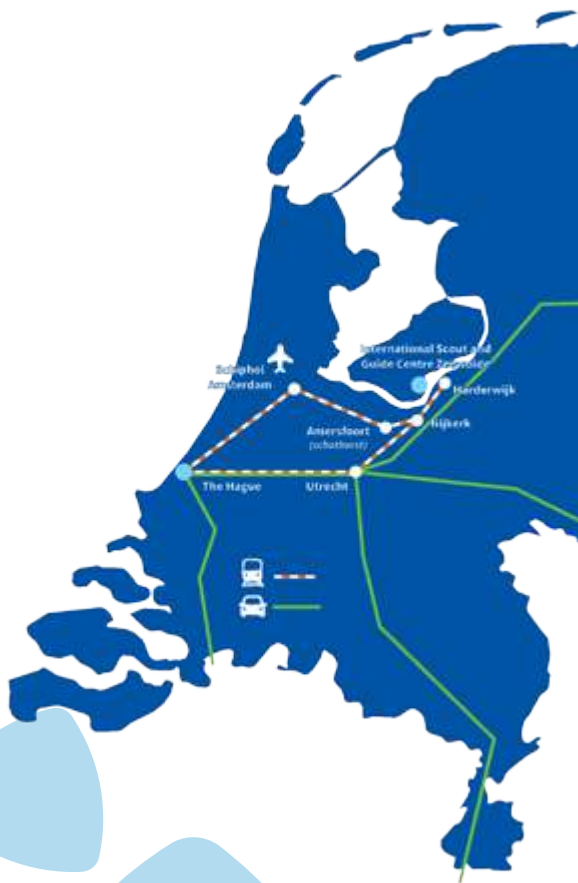 International Scout and
Guide Centre Zeewolde
Schiphol
Amsterdam
Harderwijk
Nijkerk
Amersfoort
(schothorst)
The Hague
Utrecht